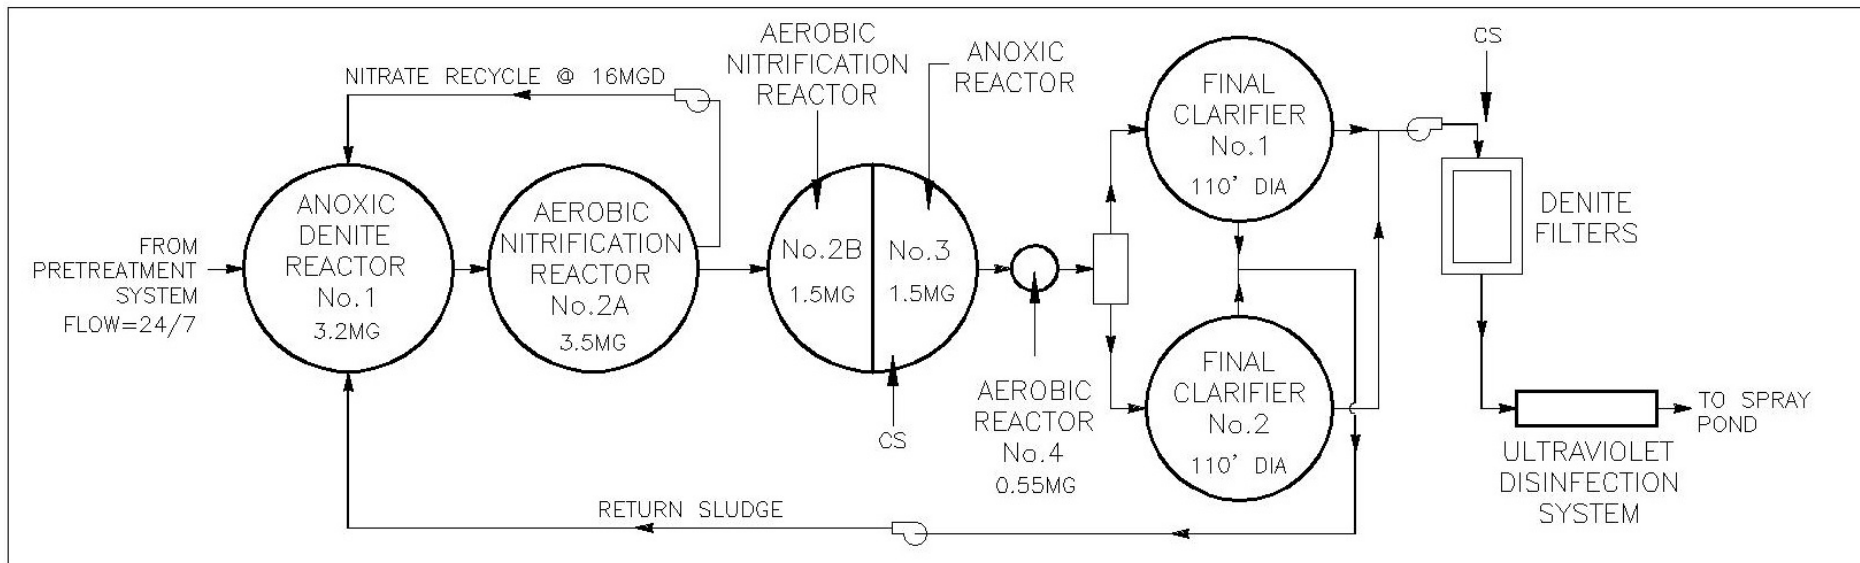 NITRATE RECYCLE @ 16MGD
FROM
PRETREATMENT
SYSTEM
FLOW=24/7
ANOXIC
DENITE
REACTOR
No.1
3.2MG
AEROBIC
NITRIFICATION
REACTOR
No.2A
3.5MG
AEROBIC
NITRIFICATION
REACTOR
No.2B
1.5MG
ANOXIC
REACTOR
No.3
1.5MG
CS
AEROBIC
REACTOR
No.4
0.55MG
FINAL
CLARIFIER
No.1
110' DIA
FINAL
CLARIFIER
No.2
110' DIA
RETURN SLUDGE
CS
DENITE
FILTERS
TO SPRAY
POND
ULTRAVIOLET
DISINFECTION
SYSTEM